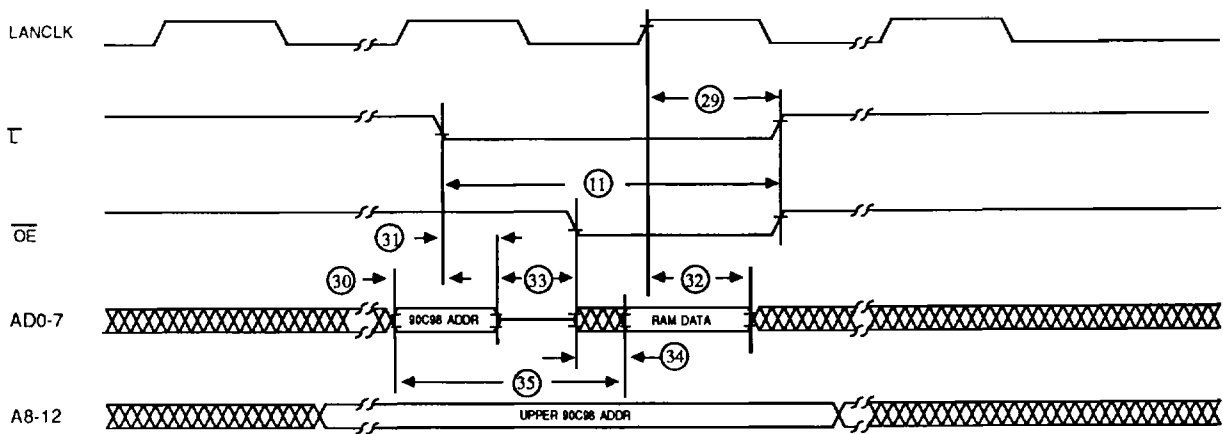 LANCLK
29
L
11
OE
31
30
33
32
AD0-7
90C98 ADDR
RAM DATA
34
35
A8-12
UPPER 90C98 ADDR